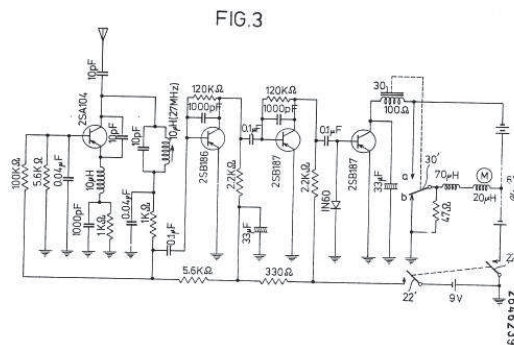 FIG.3
10pF
2SA104
10pF
10pF
10μH(27MHz)
120KΩ
1000pF
2SB186
0.1μF
120KΩ
1000pF
2SB187
0.1μF
2SB187
30
100Ω
a
30'
b
70μH
M
20μH
47Ω
100KΩ
5.6KΩ
0.04μF
10μH
1000pF
1KΩ
0.04μF
1KΩ
0.1μF
2.2KΩ
33μF
2.2KΩ
1N60
33μF
5.6KΩ
330Ω
22'
9V